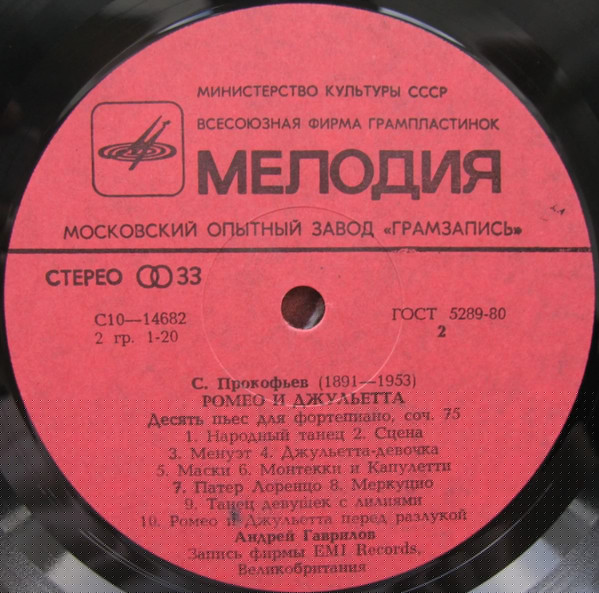 МИНИСТЕРСТВО КУЛЬТУРЫ СССР
ВСЕСОЮЗНАЯ ФИРМА ГРАМПЛАСТИНОК
МЕЛОДИЯ
МОСКОВСКИЙ ОПЫТНЫЙ ЗАВОД «ГРАМЗАПИСЬ»
СТЕРЕО 33
С10—14682
2 гр. 1-20
ГОСТ 5289-80
2
С. Прокофьев (1891—1953)
РОМЕО И ДЖУЛЬЕТТА
Десять пьес для фортепиано, соч. 75
1. Народный танец 2. Сцена
3. Менуэт 4. Джульетта-девочка
5. Маски 6. Монтекки и Капулетти
7. Патер Лоренцо 8. Меркуцио
9. Танец девушек с лилиями
10. Ромео и Джульетта перед разлукой
Андрей Гаврилов
Запись фирмы EMI Records,
Великобритания